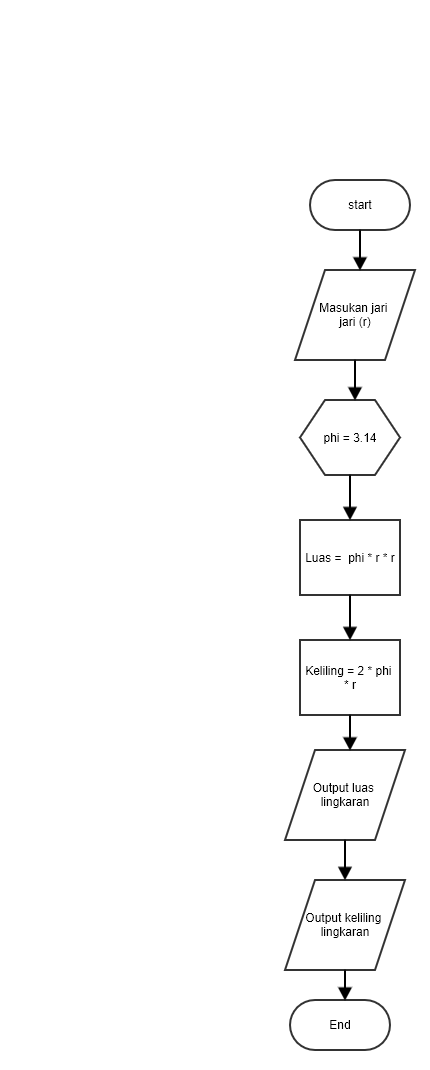 start
Masukan jari
jari (r)
phi = 3.14
Luas =  phi * r * r
Keliling = 2 * phi
* r
Output luas
lingkaran
Output keliling
lingkaran
End